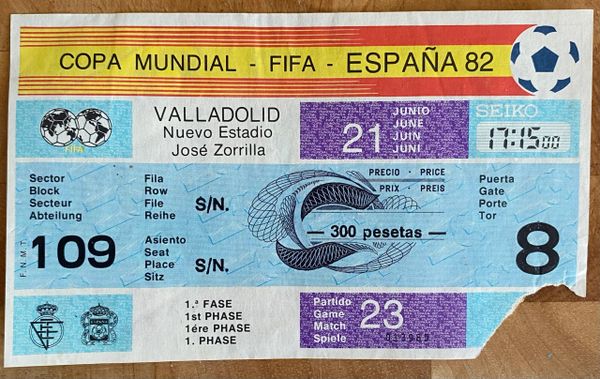 COPA MUNDIAL - FIFA - ESPAÑA 82
FIFA
VALLADOLID
Nuevo Estadio
José Zorrilla
21
JUNIO
JUNE
JUIN
JUNI
SEIKO
17:15 00
Sector
Block
Secteur
Abteilung
109
F.N.M.T.
Fila
Row
File
Reihe
S/N.
Asiento
Seat
Place
Sitz
S/N.
PRECIO - PRICE
PRIX - PREIS
300 pesetas
Puerta
Gate
Porte
Tor
8
1.ª FASE
1st PHASE
1ére PHASE
1. PHASE
Partido
Game
Match
Spiele
23